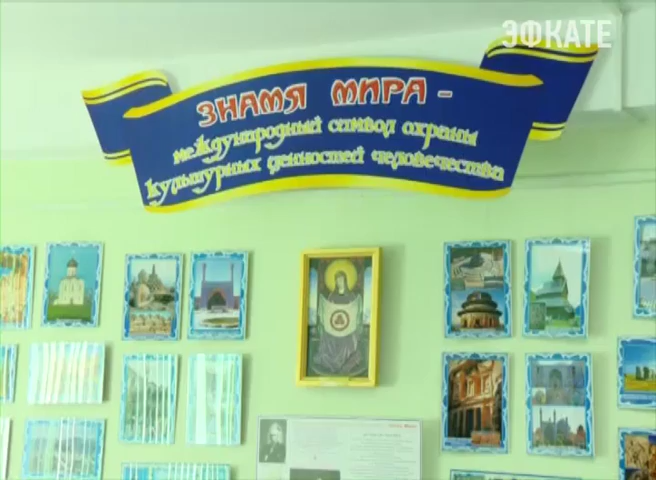 ЭФКАТЕ
ЗНАМЯ МИРА -
международный символ охраны
культурных ценностей человечества